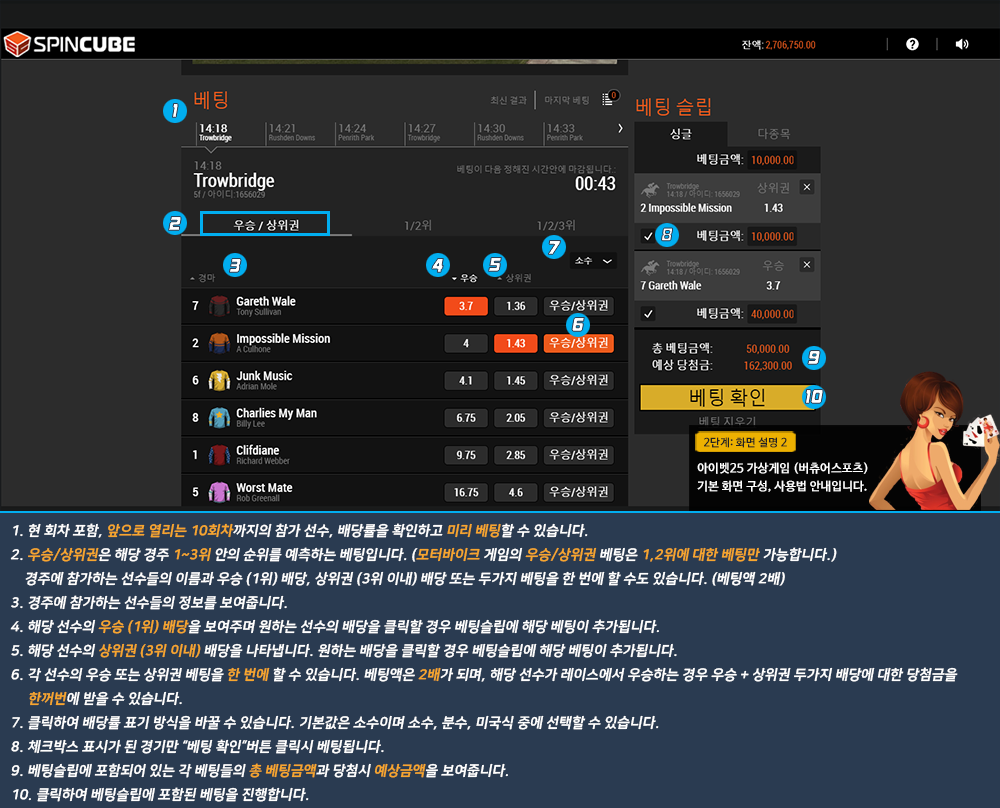 SPINCUBE
잔액: 2,706,750.00
?
1 베팅
최신 결과 마지막 베팅 0
14:18 14:21 14:24 14:27 14:30 14:33
Trowbridge Rushden Downs Penrith Park Trowbridge Rushden Downs Penrith Park
14:18
베팅이 다음 정해진 시간안에 마감됩니다.:
Trowbridge 00:43
5f / 아이디:1656029
2 우승 / 상위권 1/2위 1/2/3위
7 소수
경마 3 4 우승 5 상위권
7 Gareth Wale 3.7 1.36 우승/상위권
Tony Sullivan
6
2 Impossible Mission 4 1.43 우승/상위권
A Culhone
6 Junk Music 4.1 1.45 우승/상위권
Adrian Mole
8 Charlies My Man 6.75 2.05 우승/상위권
Billy Lee
1 Clifdiane 9.75 2.85 우승/상위권
Richard Webber
5 Worst Mate 16.75 4.6 우승/상위권
Rob Greenall
베팅 슬립
싱글 다종목
베팅금액: 10,000.00
Trowbridge
14:18 / 아이디: 1656029 상위권
2 Impossible Mission 1.43
8 베팅금액: 10,000.00
Trowbridge
14:18 / 아이디: 1656029 우승
7 Gareth Wale 3.7
베팅금액: 40,000.00
총 베팅금액: 50,000.00
예상 당첨금: 162,300.00
9
베팅 확인 10
베팅 지우기
2단계: 화면 설명 2
아이벳25 가상게임 (버츄어스포츠)
기본 화면 구성, 사용법 안내입니다.
1. 현 회차 포함, 앞으로 열리는 10회차까지의 참가 선수, 배당률을 확인하고 미리 베팅할 수 있습니다.
2. 우승/상위권은 해당 경주 1~3위 안의 순위를 예측하는 베팅입니다. (모터바이크 게임의 우승/상위권 베팅은 1,2위에 대한 베팅만 가능합니다.)
경주에 참가하는 선수들의 이름과 우승 (1위) 배당, 상위권 (3위 이내) 배당 또는 두가지 베팅을 한 번에 할 수도 있습니다. (베팅액 2배)
3. 경주에 참가하는 선수들의 정보를 보여줍니다.
4. 해당 선수의 우승 (1위) 배당을 보여주며 원하는 선수의 배당을 클릭할 경우 베팅슬립에 해당 베팅이 추가됩니다.
5. 해당 선수의 상위권 (3위 이내) 배당을 나타냅니다. 원하는 배당을 클릭할 경우 베팅슬립에 해당 베팅이 추가됩니다.
6. 각 선수의 우승 또는 상위권 베팅을 한 번에 할 수 있습니다. 베팅액은 2배가 되며, 해당 선수가 레이스에서 우승하는 경우 우승 + 상위권 두가지 배당에 대한 당첨금을
한꺼번에 받을 수 있습니다.
7. 클릭하여 배당률 표기 방식을 바꿀 수 있습니다. 기본값은 소수이며 소수, 분수, 미국식 중에 선택할 수 있습니다.
8. 체크박스 표시가 된 경기만 "베팅 확인"버튼 클릭시 베팅됩니다.
9. 베팅슬립에 포함되어 있는 각 베팅들의 총 베팅금액과 당첨시 예상금액을 보여줍니다.
10. 클릭하여 베팅슬립에 포함된 베팅을 진행합니다.